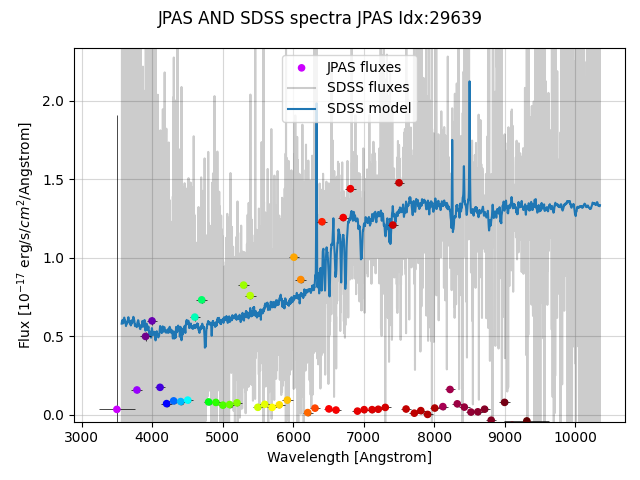 JPAS AND SDSS spectra JPAS Idx:29639
JPAS fluxes
SDSS fluxes
SDSS model
2.0
1.5
1.0
0.5
0.0
Flux [10⁻¹⁷ erg/s/cm²/Angstrom]
3000 4000 5000 6000 7000 8000 9000 10000
Wavelength [Angstrom]